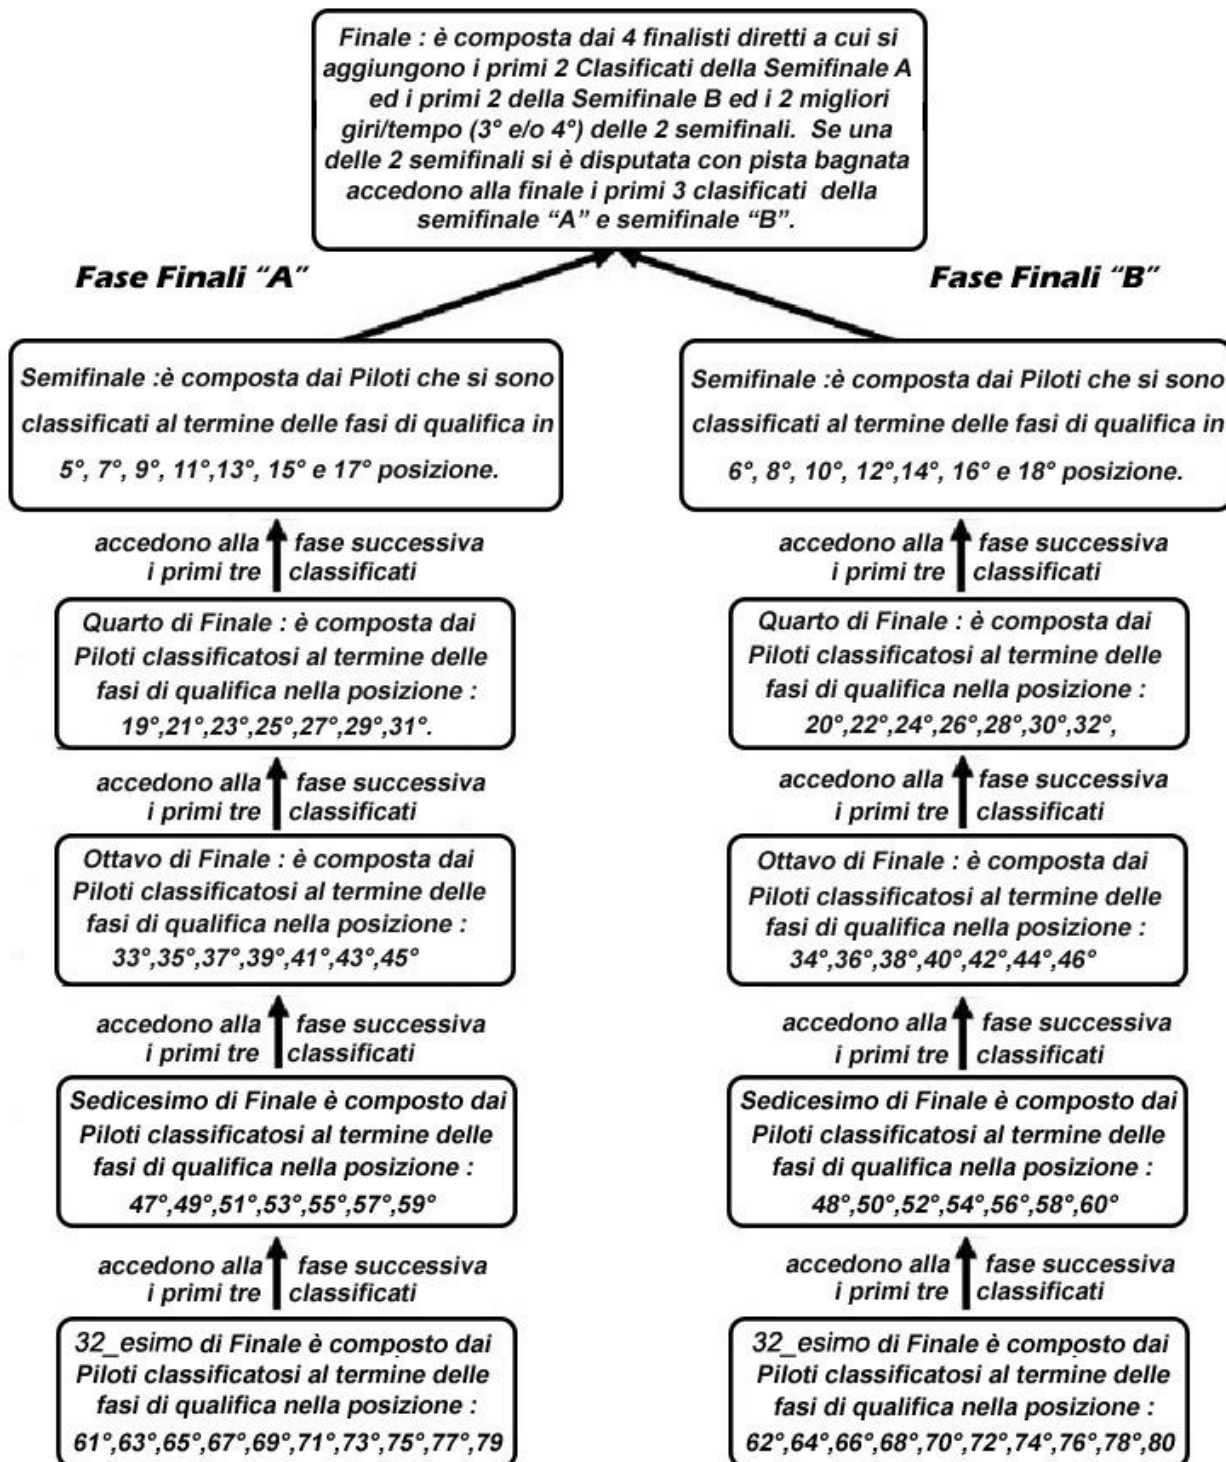 Finale : è composta dai 4 finalisti diretti a cui si
aggiungono i primi 2 Clasificati della Semifinale A
ed i primi 2 della Semifinale B ed i 2 migliori
giri/tempo (3° e/o 4°) delle 2 semifinali. Se una
delle 2 semifinali si è disputata con pista bagnata
accedono alla finale i primi 3 clasificati della
semifinale “A” e semifinale “B”.
Fase Finali “A”
Semifinale :è composta dai Piloti che si sono
classificati al termine delle fasi di qualifica in
5°, 7°, 9°, 11°,13°, 15° e 17° posizione.
accedono alla fase successiva
i primi tre classificati
Quarto di Finale : è composta dai
Piloti classificatosi al termine delle
fasi di qualifica nella posizione :
19°,21°,23°,25°,27°,29°,31°.
accedono alla fase successiva
i primi tre classificati
Ottavo di Finale : è composta dai
Piloti classificatosi al termine delle
fasi di qualifica nella posizione :
33°,35°,37°,39°,41°,43°,45°
accedono alla fase successiva
i primi tre classificati
Sedicesimo di Finale è composto dai
Piloti classificatosi al termine delle
fasi di qualifica nella posizione :
47°,49°,51°,53°,55°,57°,59°
accedono alla fase successiva
i primi tre classificati
32_esimo di Finale è composto dai
Piloti classificatosi al termine delle
fasi di qualifica nella posizione :
61°,63°,65°,67°,69°,71°,73°,75°,77°,79
Fase Finali “B”
Semifinale :è composta dai Piloti che si sono
classificati al termine delle fasi di qualifica in
6°, 8°, 10°, 12°,14°, 16° e 18° posizione.
accedono alla fase successiva
i primi tre classificati
Quarto di Finale : è composta dai
Piloti classificatosi al termine delle
fasi di qualifica nella posizione :
20°,22°,24°,26°,28°,30°,32°,
accedono alla fase successiva
i primi tre classificati
Ottavo di Finale : è composta dai
Piloti classificatosi al termine delle
fasi di qualifica nella posizione :
34°,36°,38°,40°,42°,44°,46°
accedono alla fase successiva
i primi tre classificati
Sedicesimo di Finale è composto dai
Piloti classificatosi al termine delle
fasi di qualifica nella posizione :
48°,50°,52°,54°,56°,58°,60°
accedono alla fase successiva
i primi tre classificati
32_esimo di Finale è composto dai
Piloti classificatosi al termine delle
fasi di qualifica nella posizione :
62°,64°,66°,68°,70°,72°,74°,76°,78°,80